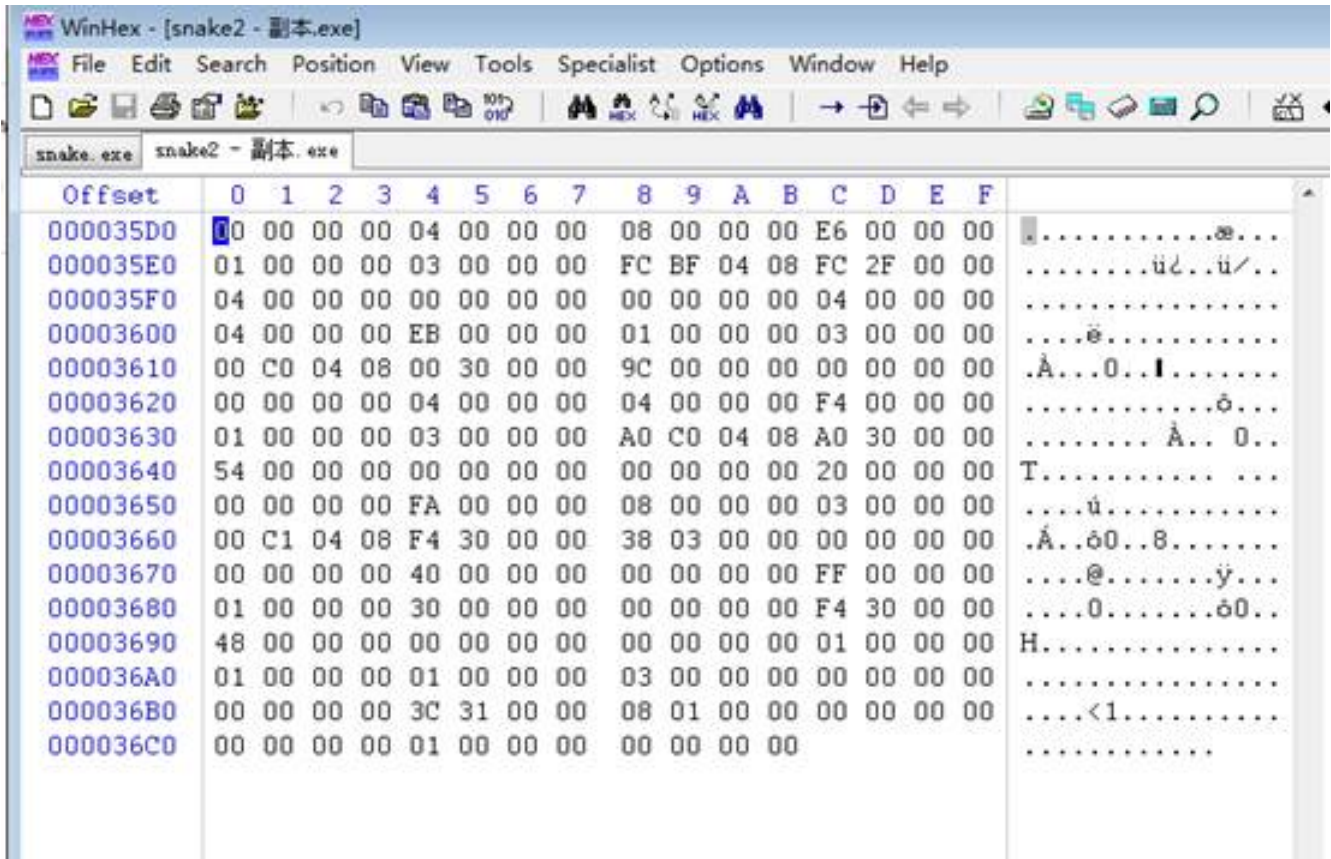 WinHex - [snake2 - 副本.exe]
File Edit Search Position View Tools Specialist Options Window Help
snake.exe snake2 - 副本.exe
Offset 0 1 2 3 4 5 6 7 8 9 A B C D E F
000035D0 00 00 00 00 04 00 00 00 08 00 00 00 E6 00 00 00 ............æ...
000035E0 01 00 00 00 03 00 00 00 FC BF 04 08 FC 2F 00 00 ........ü¿..ü/..
000035F0 04 00 00 00 00 00 00 00 00 00 00 00 04 00 00 00 ................
00003600 04 00 00 00 EB 00 00 00 01 00 00 00 03 00 00 00 ....ë...........
00003610 00 C0 04 08 00 30 00 00 9C 00 00 00 00 00 00 00 .À...0..▌.......
00003620 00 00 00 00 04 00 00 00 04 00 00 00 F4 00 00 00 ............ô...
00003630 01 00 00 00 03 00 00 00 A0 C0 04 08 A0 30 00 00 ........ À.. 0..
00003640 54 00 00 00 00 00 00 00 00 00 00 00 20 00 00 00 T........... ...
00003650 00 00 00 00 FA 00 00 00 08 00 00 00 03 00 00 00 ....ú...........
00003660 00 C1 04 08 F4 30 00 00 38 03 00 00 00 00 00 00 .Á..ô0..8.......
00003670 00 00 00 00 40 00 00 00 00 00 00 00 FF 00 00 00 ....@.......ÿ...
00003680 01 00 00 00 30 00 00 00 00 00 00 00 F4 30 00 00 ....0.......ô0..
00003690 48 00 00 00 00 00 00 00 00 00 00 00 01 00 00 00 H...............
000036A0 01 00 00 00 01 00 00 00 03 00 00 00 00 00 00 00 ................
000036B0 00 00 00 00 3C 31 00 00 08 01 00 00 00 00 00 00 ....<1..........
000036C0 00 00 00 00 01 00 00 00 00 00 00 00 ............